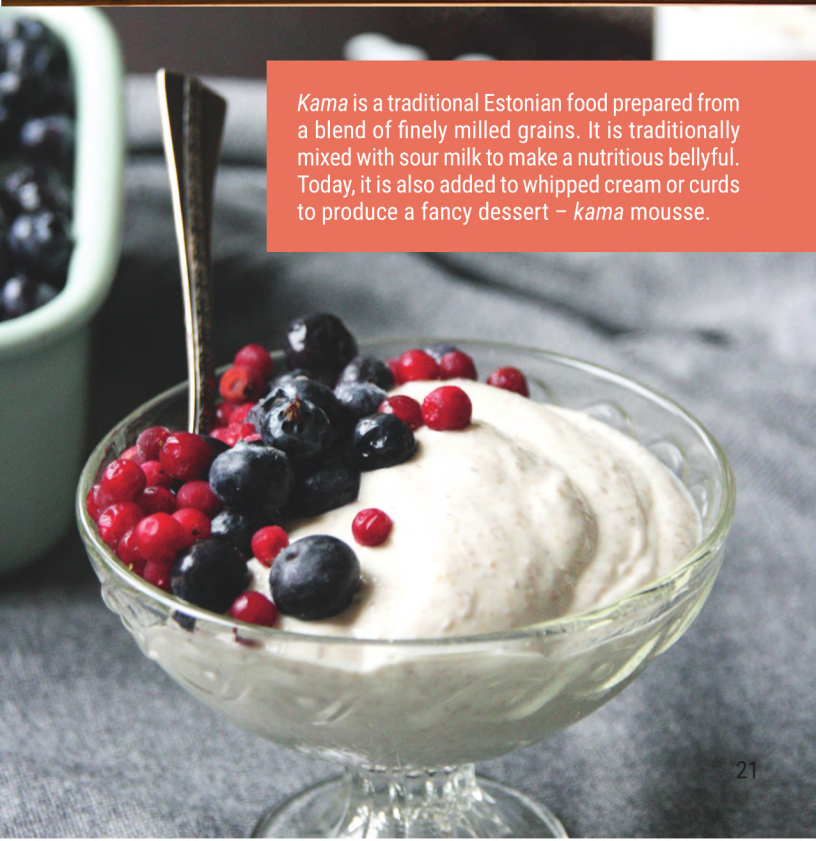 Kama is a traditional Estonian food prepared from
a blend of finely milled grains. It is traditionally
mixed with sour milk to make a nutritious bellyful.
Today, it is also added to whipped cream or curds
to produce a fancy dessert – kama mousse.
21